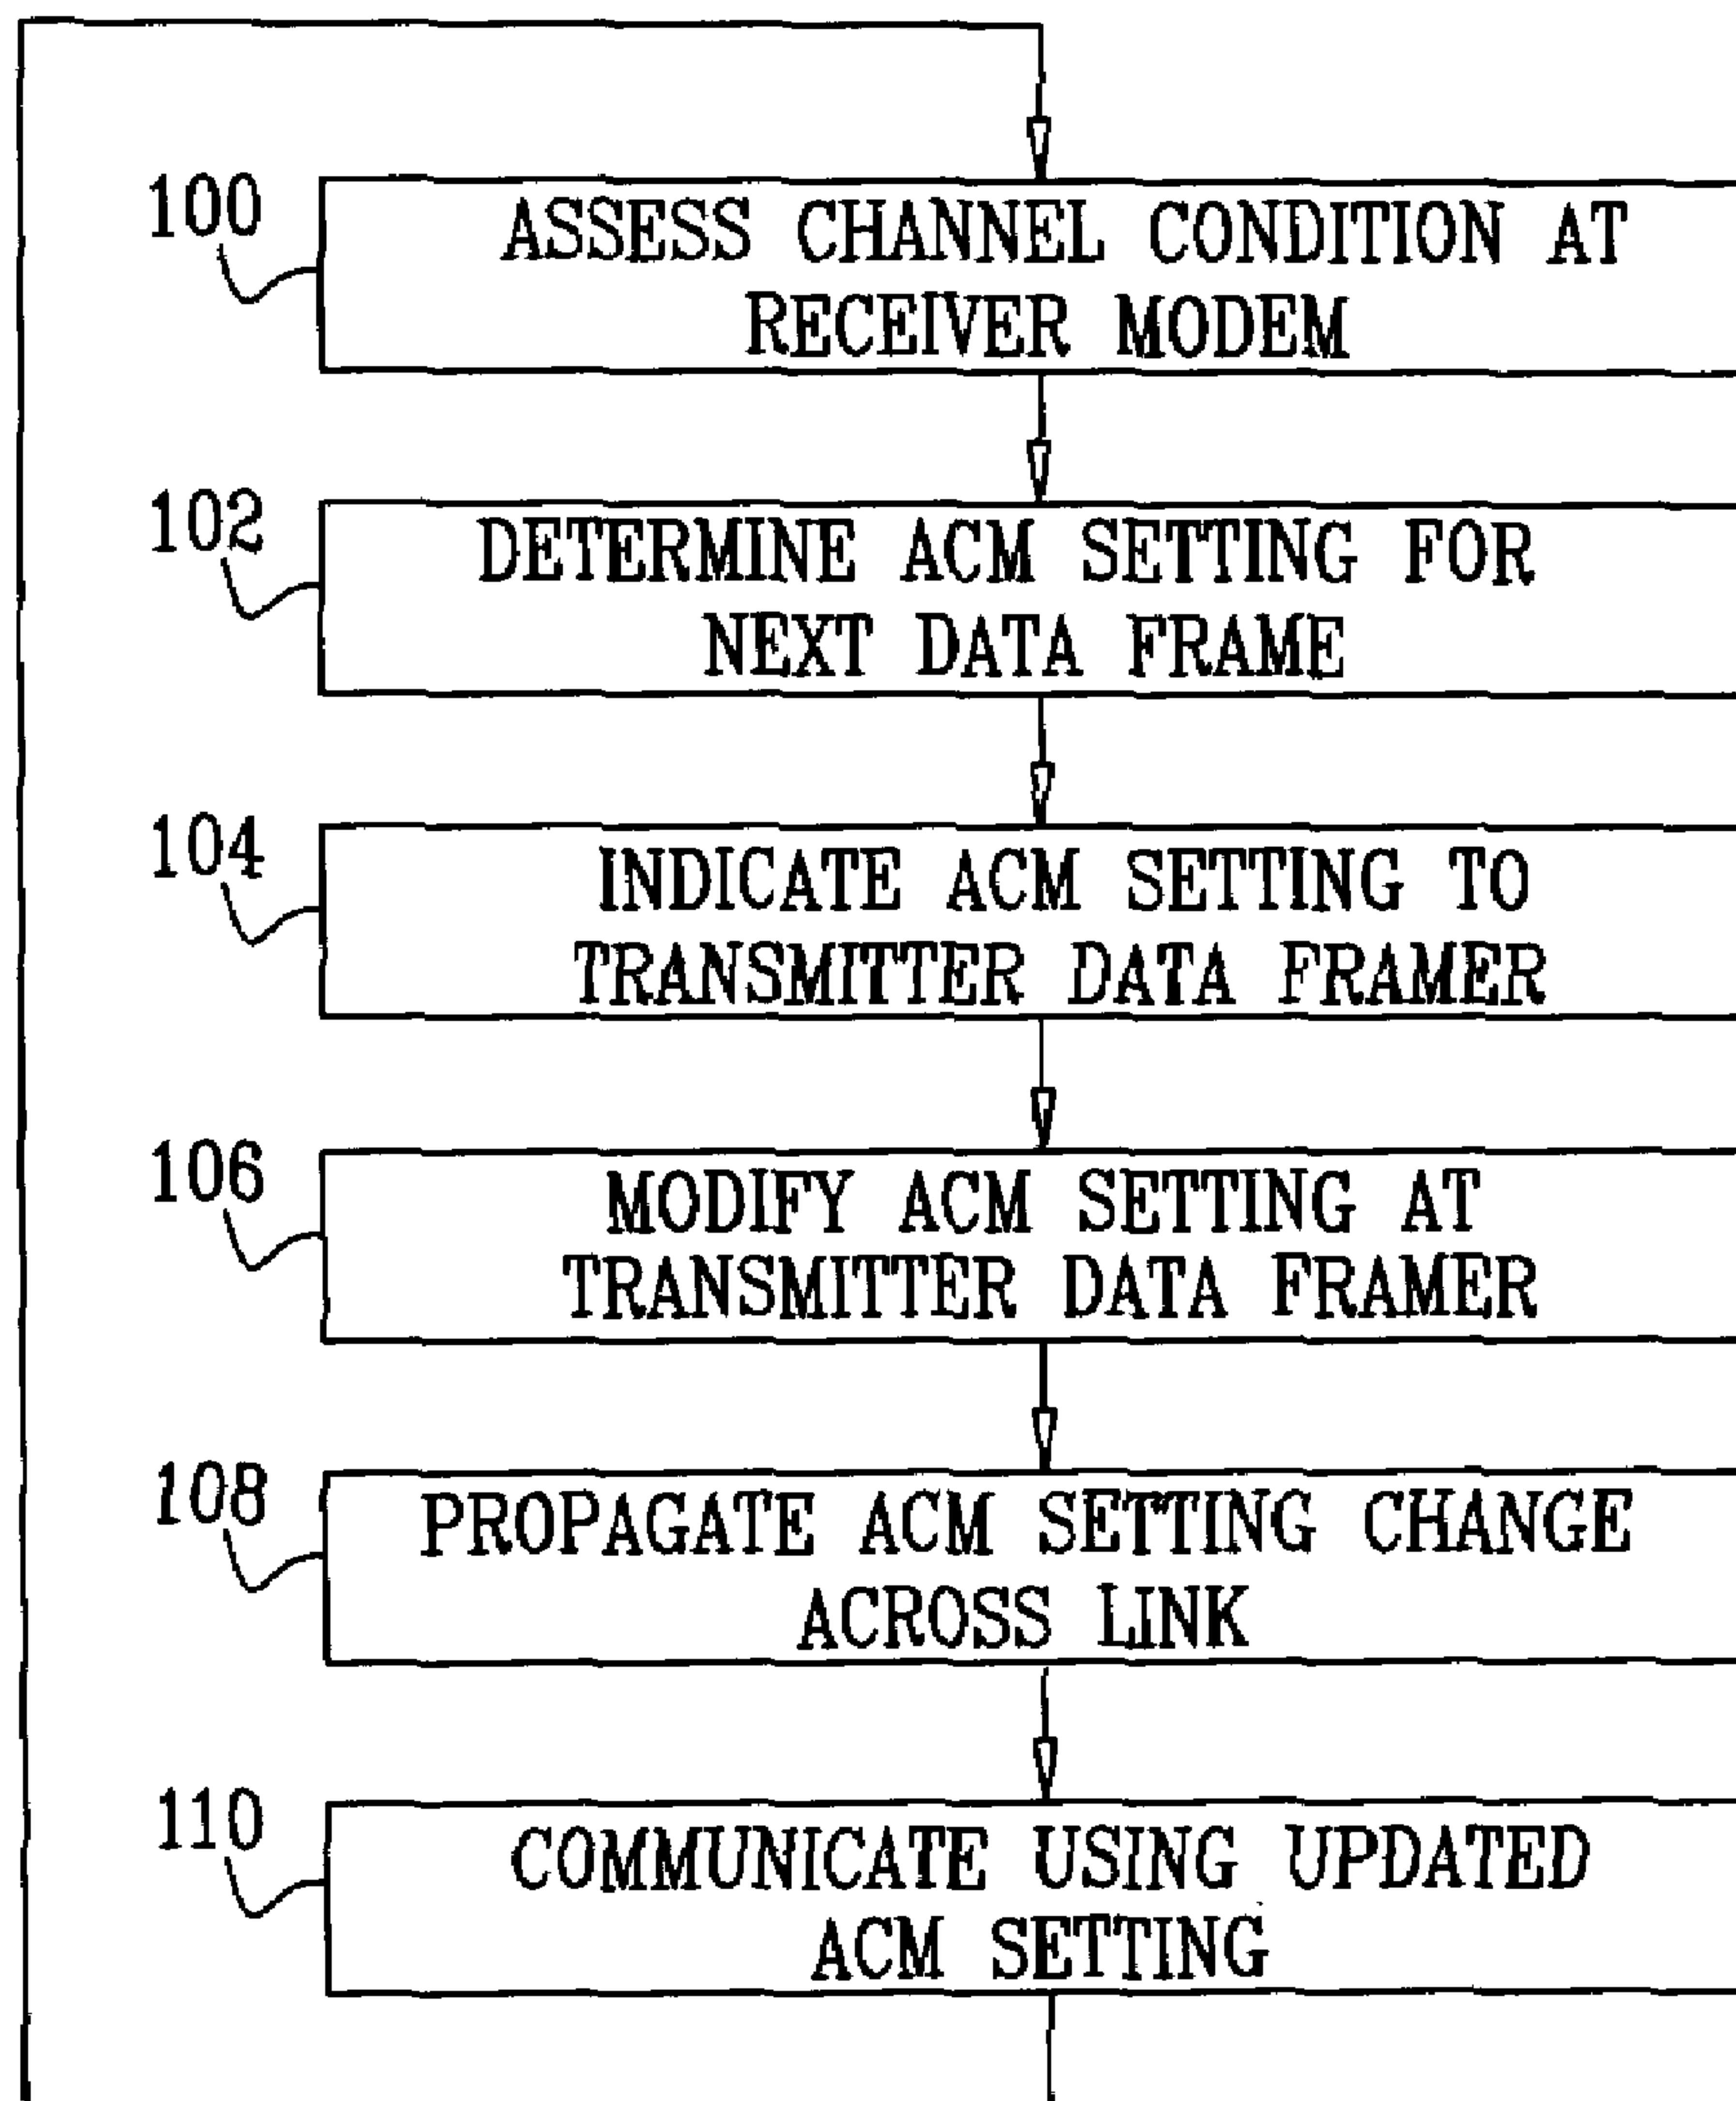 100
ASSESS CHANNEL CONDITION AT
RECEIVER MODEM
102
DETERMINE ACM SETTING FOR
NEXT DATA FRAME
104
INDICATE ACM SETTING TO
TRANSMITTER DATA FRAMER
106
MODIFY ACM SETTING AT
TRANSMITTER DATA FRAMER
108
PROPAGATE ACM SETTING CHANGE
ACROSS LINK
110
COMMUNICATE USING UPDATED
ACM SETTING